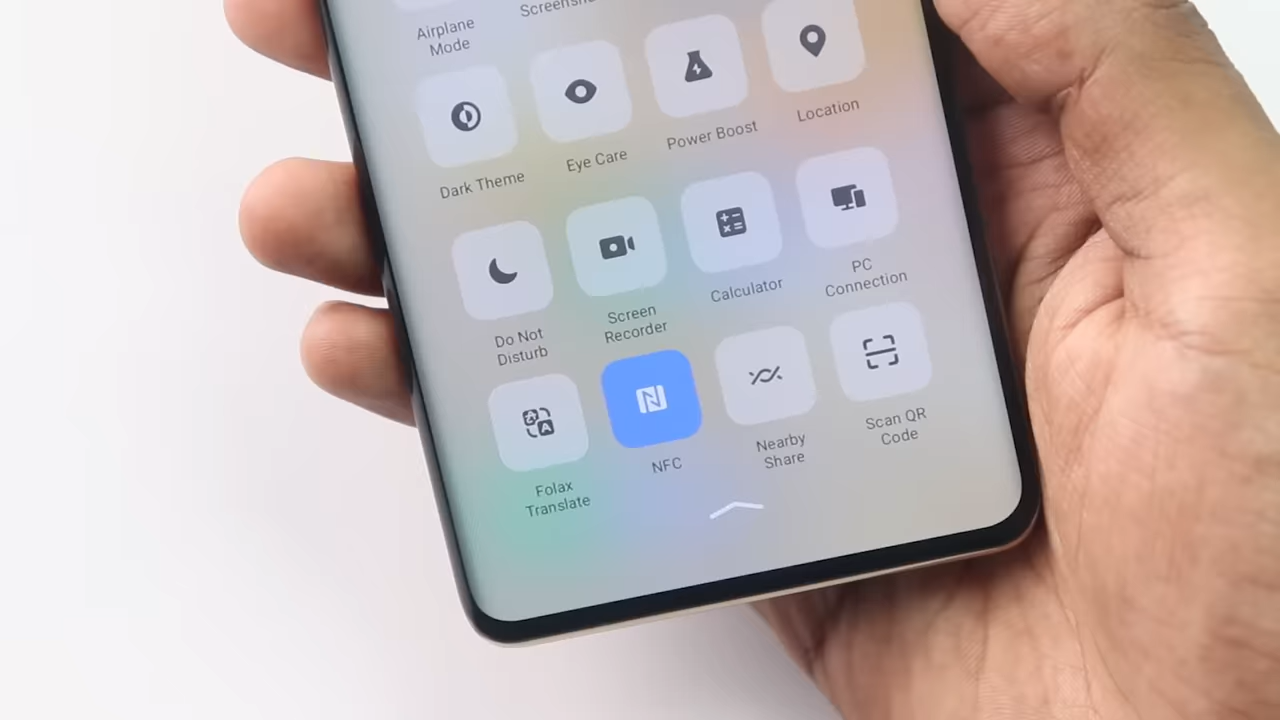 Airplane
Mode
Dark Theme
Eye Care
Power Boost
Location
Do Not
Disturb
Screen
Recorder
Calculator
PC
Connection
Folax
Translate
NFC
Nearby
Share
Scan QR
Code